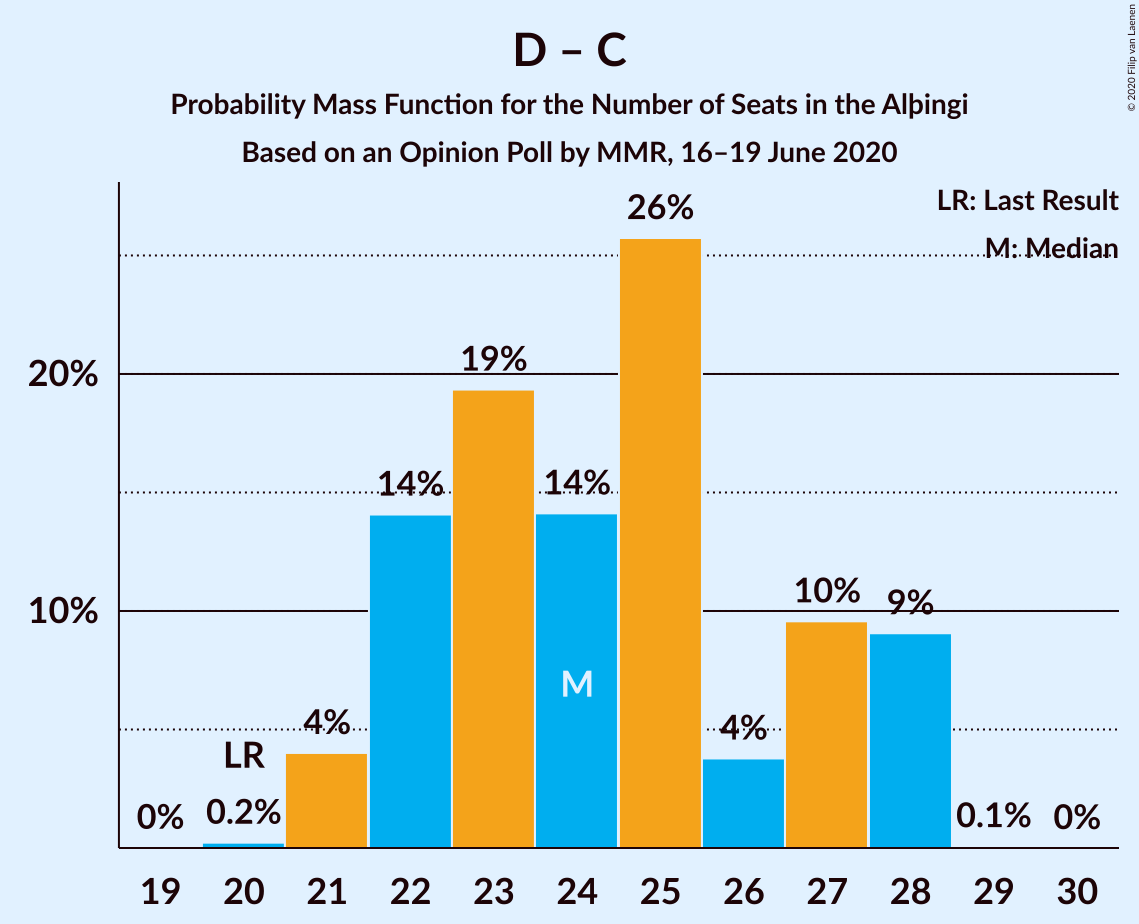 D – C
Probability Mass Function for the Number of Seats in the Alþingi
Based on an Opinion Poll by MMR, 16–19 June 2020
© 2020 Filip van Laenen
LR: Last Result
M: Median
26%
20%
19%
14%
14%
10%
10%
9%
M
4%
4%
LR
0%
0.2%
0.1%
0%
19 20 21 22 23 24 25 26 27 28 29 30